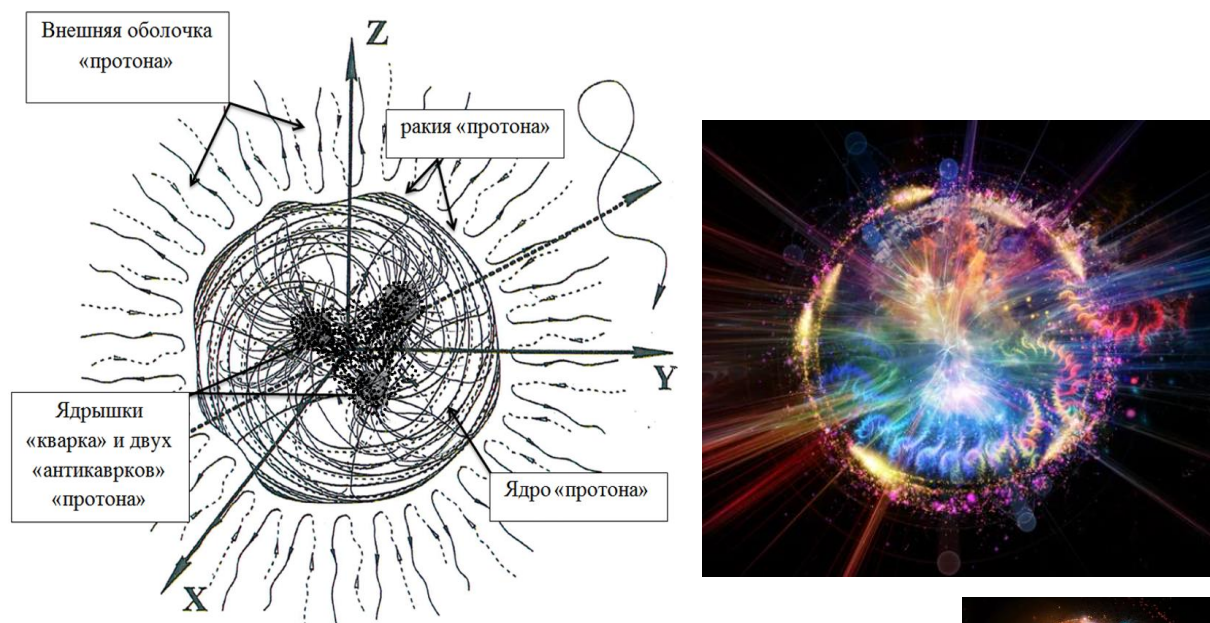 Внешняя оболочка
«протона»
Z
ракия «протона»
Y
Ядрышки
«кварка» и двух
«антикаврков»
«протона»
Ядро «протона»
X